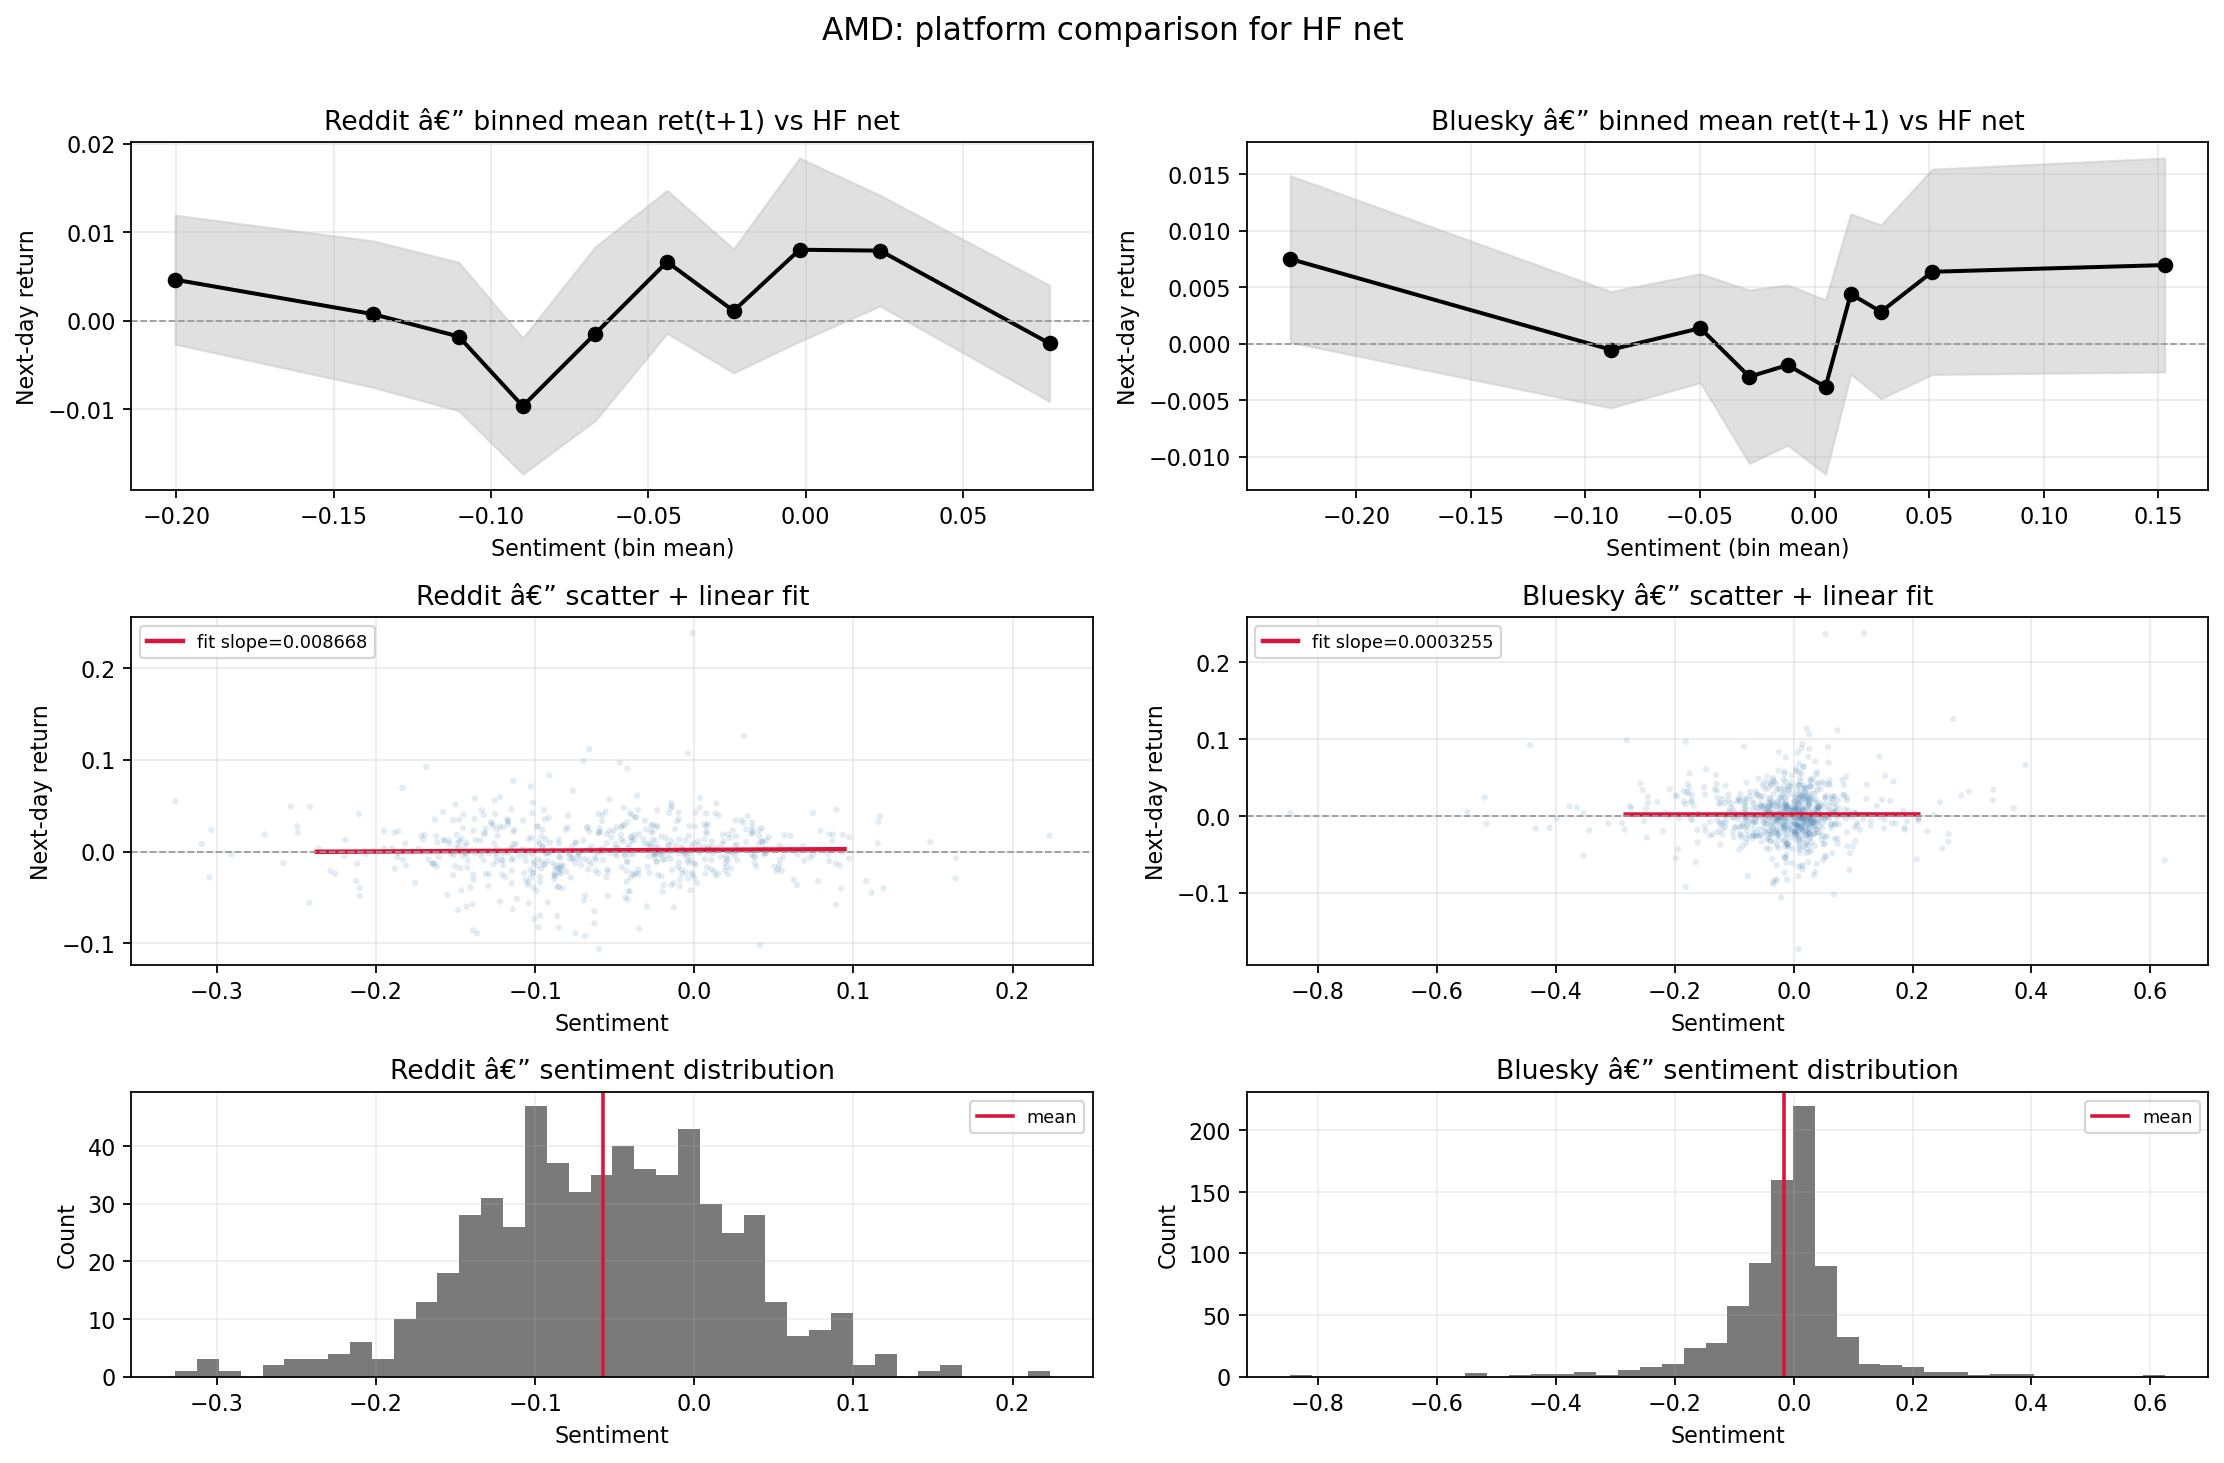 AMD: platform comparison for HF net
Reddit â€” binned mean ret(t+1) vs HF net
Next-day return
0.02
0.01
0.00
−0.01
−0.20 −0.15 −0.10 −0.05 0.00 0.05
Sentiment (bin mean)
Bluesky â€” binned mean ret(t+1) vs HF net
Next-day return
0.015
0.010
0.005
0.000
−0.005
−0.010
−0.20 −0.15 −0.10 −0.05 0.00 0.05 0.10 0.15
Sentiment (bin mean)
Reddit â€” scatter + linear fit
fit slope=0.008668
Next-day return
0.2
0.1
0.0
−0.1
−0.3 −0.2 −0.1 0.0 0.1 0.2
Sentiment
Bluesky â€” scatter + linear fit
fit slope=0.0003255
Next-day return
0.2
0.1
0.0
−0.1
−0.8 −0.6 −0.4 −0.2 0.0 0.2 0.4 0.6
Sentiment
Reddit â€” sentiment distribution
mean
Count
40
30
20
10
0
−0.3 −0.2 −0.1 0.0 0.1 0.2
Sentiment
Bluesky â€” sentiment distribution
mean
Count
200
150
100
50
0
−0.8 −0.6 −0.4 −0.2 0.0 0.2 0.4 0.6
Sentiment